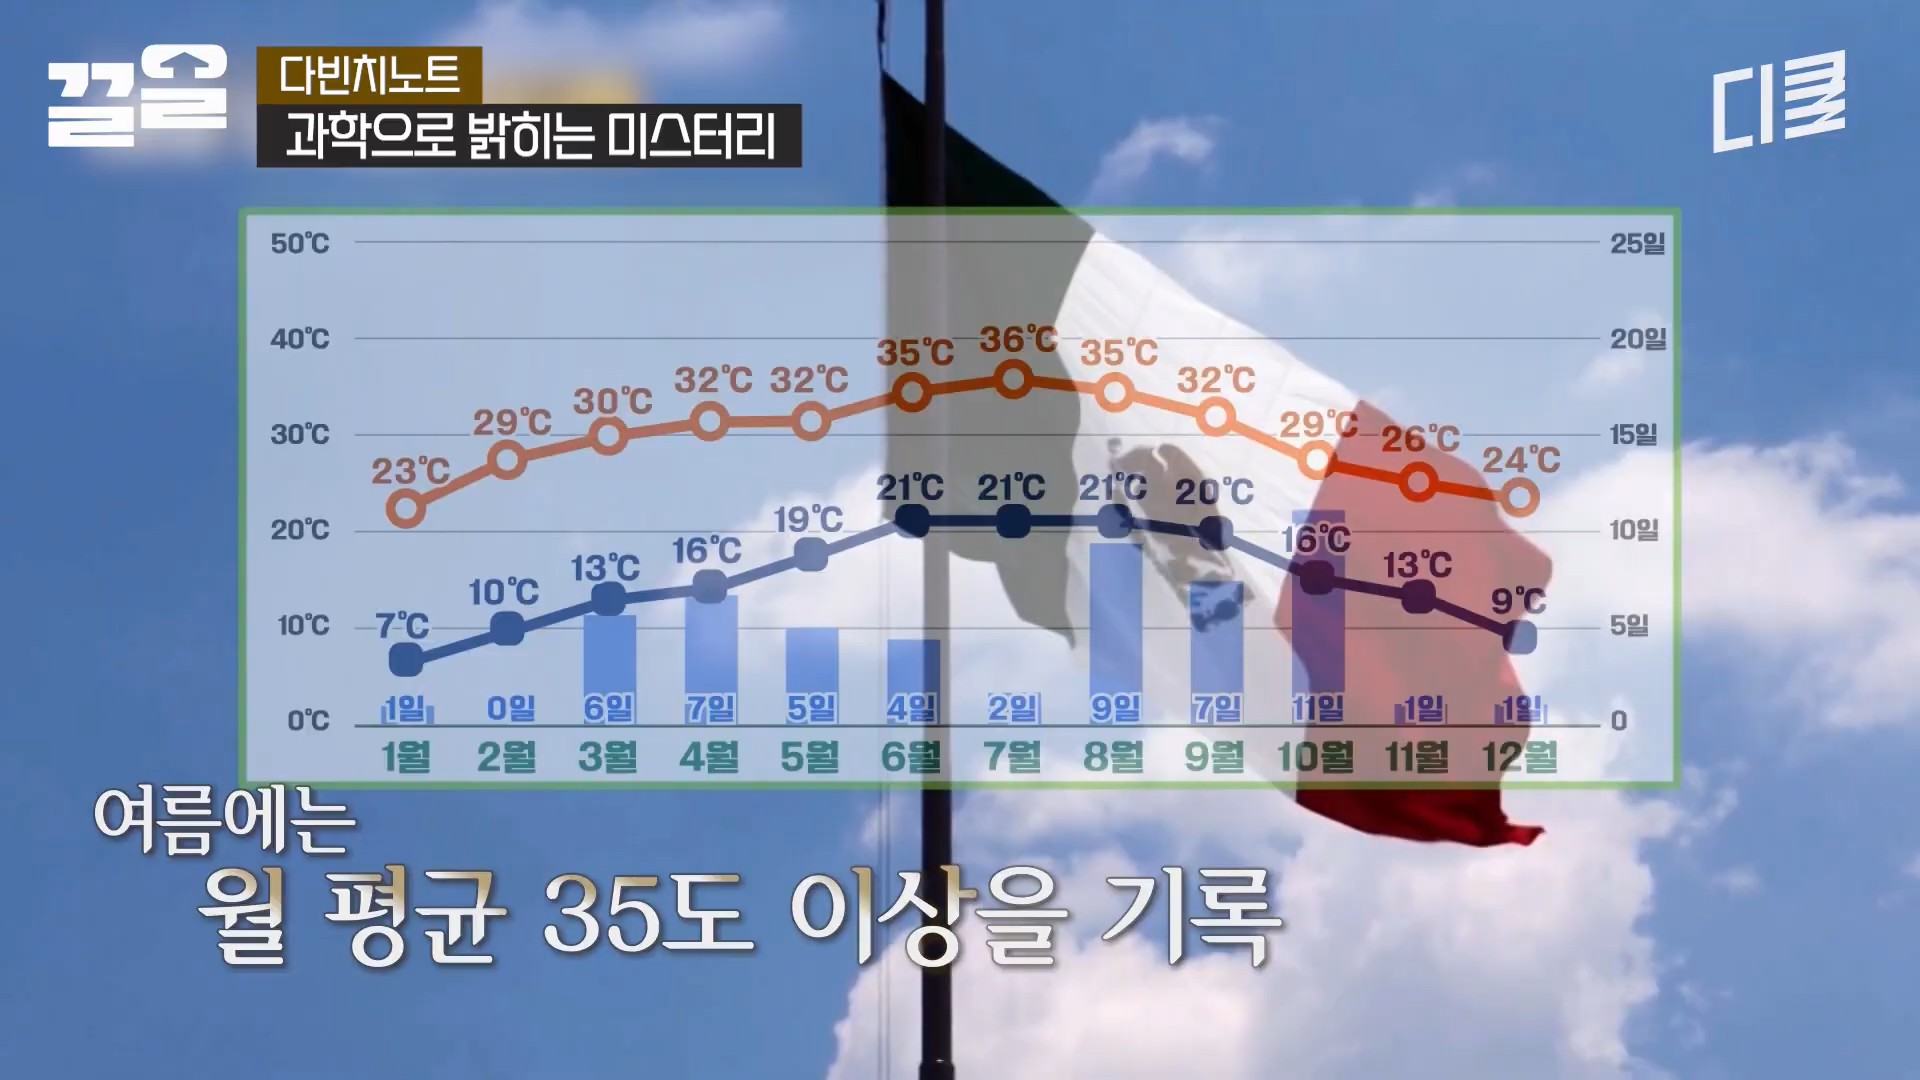 끌올
다빈치노트
과학으로 밝히는 미스터리
디클
50℃ 25일
40℃ 20일
30℃ 15일
20℃ 10일
10℃ 5일
0℃ 0
23℃ 29℃ 30℃ 32℃ 32℃ 35℃ 36℃ 35℃ 32℃ 29℃ 26℃ 24℃
7℃ 10℃ 13℃ 16℃ 19℃ 21℃ 21℃ 21℃ 20℃ 16℃ 13℃ 9℃
1일 0일 6일 7일 5일 4일 2일 9일 7일 11일 1일 1일
1월 2월 3월 4월 5월 6월 7월 8월 9월 10월 11월 12월
여름에는
월 평균 35도 이상을 기록